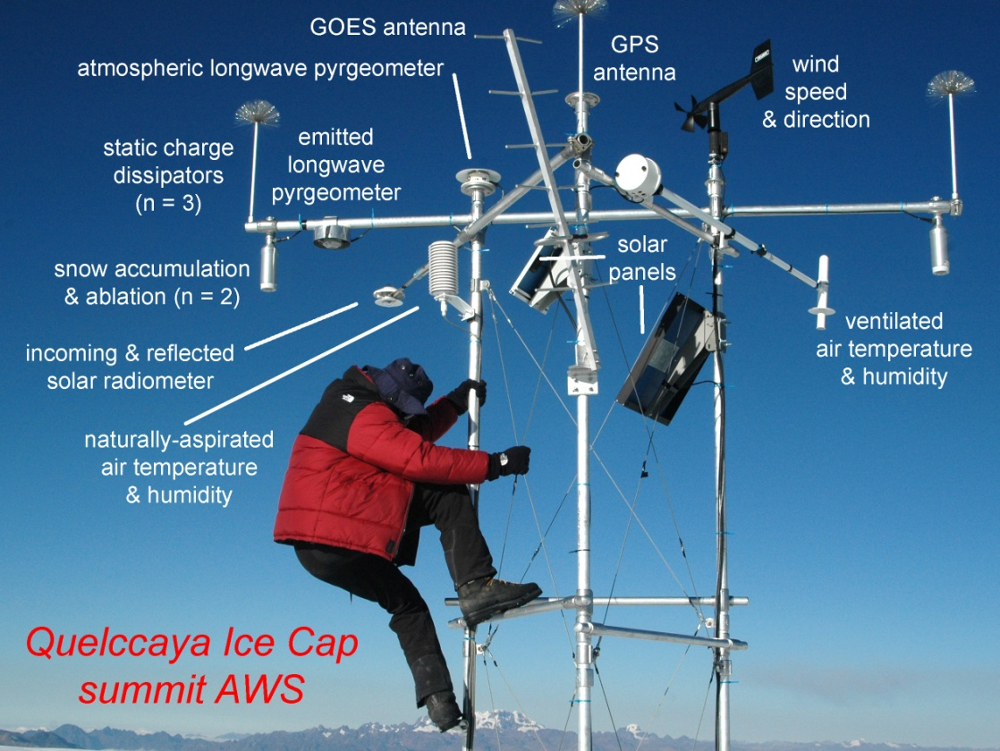 GOES antenna
atmospheric longwave pyrgeometer
GPS
antenna
wind
speed
& direction
static charge
dissipators
(n = 3)
emitted
longwave
pyrgeometer
snow accumulation
& ablation (n = 2)
solar
panels
incoming & reflected
solar radiometer
ventilated
air temperature
& humidity
naturally-aspirated
air temperature
& humidity
Quelccaya Ice Cap
summit AWS